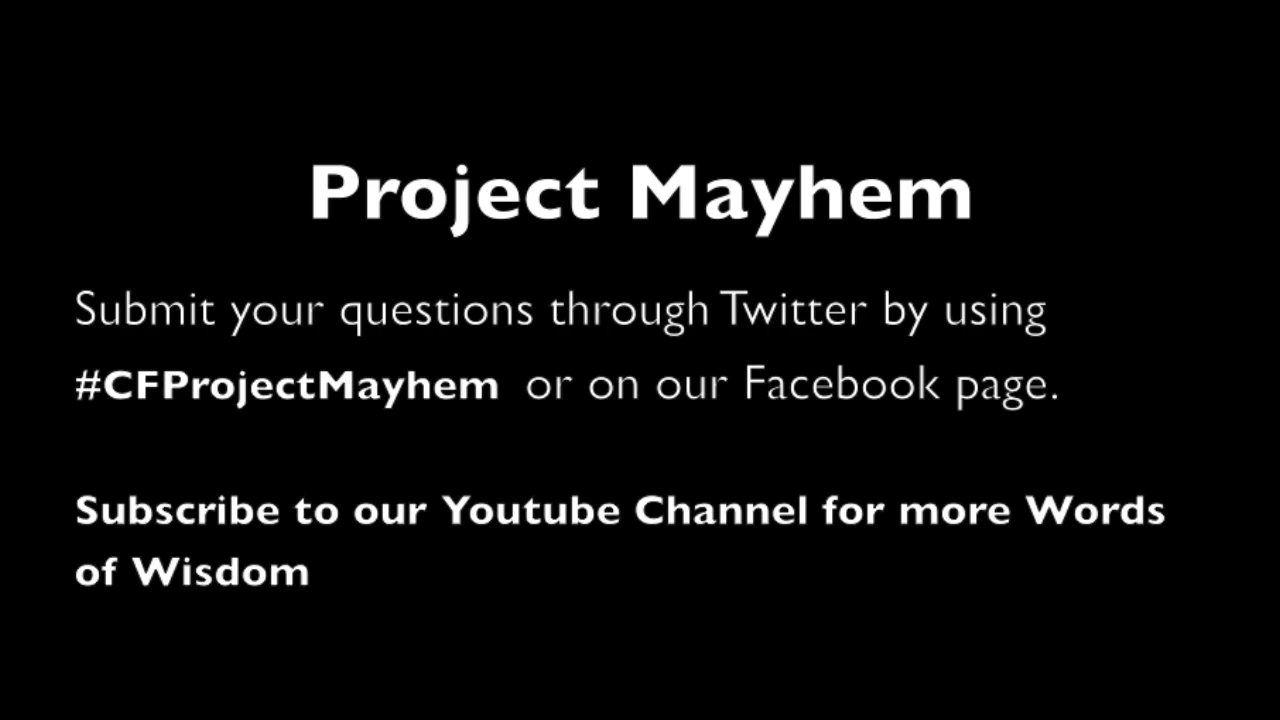 Project Mayhem
Submit your questions through Twitter by using
#CFProjectMayhem or on our Facebook page.
Subscribe to our Youtube Channel for more Words
of Wisdom